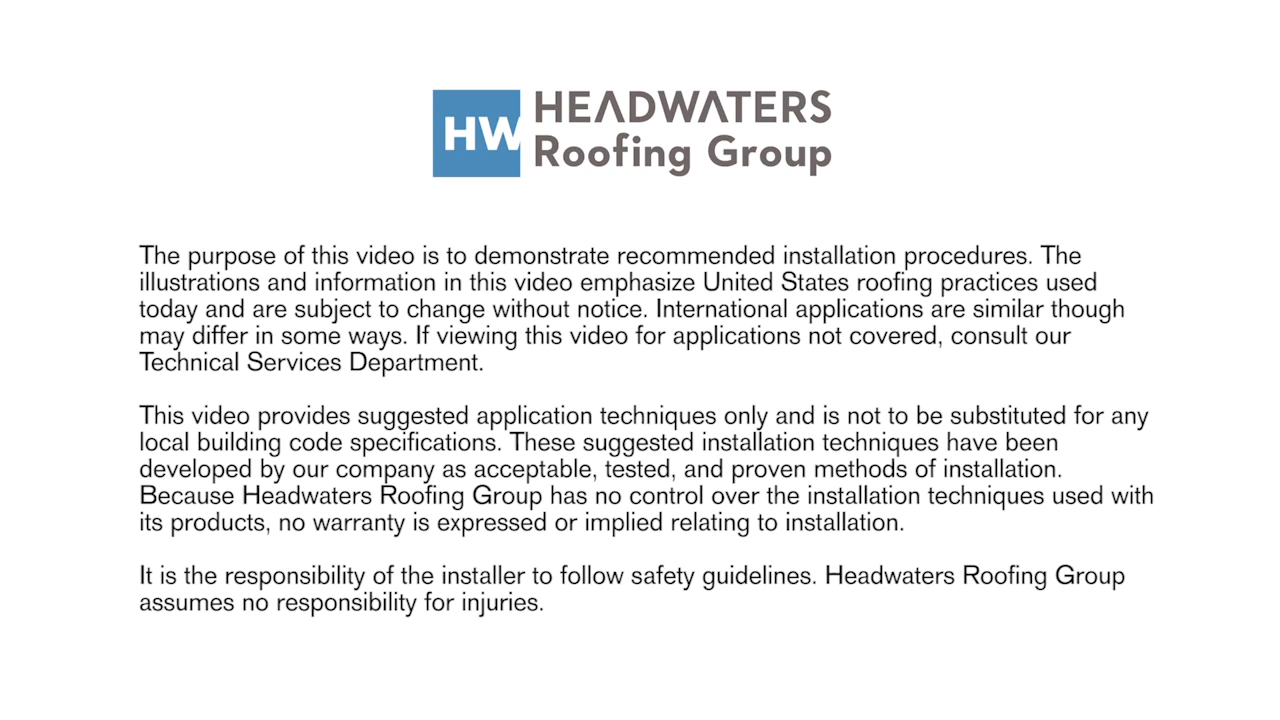 HW
HEADWATERS
Roofing Group
The purpose of this video is to demonstrate recommended installation procedures. The
illustrations and information in this video emphasize United States roofing practices used
today and are subject to change without notice. International applications are similar though
may differ in some ways. If viewing this video for applications not covered, consult our
Technical Services Department.
This video provides suggested application techniques only and is not to be substituted for any
local building code specifications. These suggested installation techniques have been
developed by our company as acceptable, tested, and proven methods of installation.
Because Headwaters Roofing Group has no control over the installation techniques used with
its products, no warranty is expressed or implied relating to installation.
It is the responsibility of the installer to follow safety guidelines. Headwaters Roofing Group
assumes no responsibility for injuries.